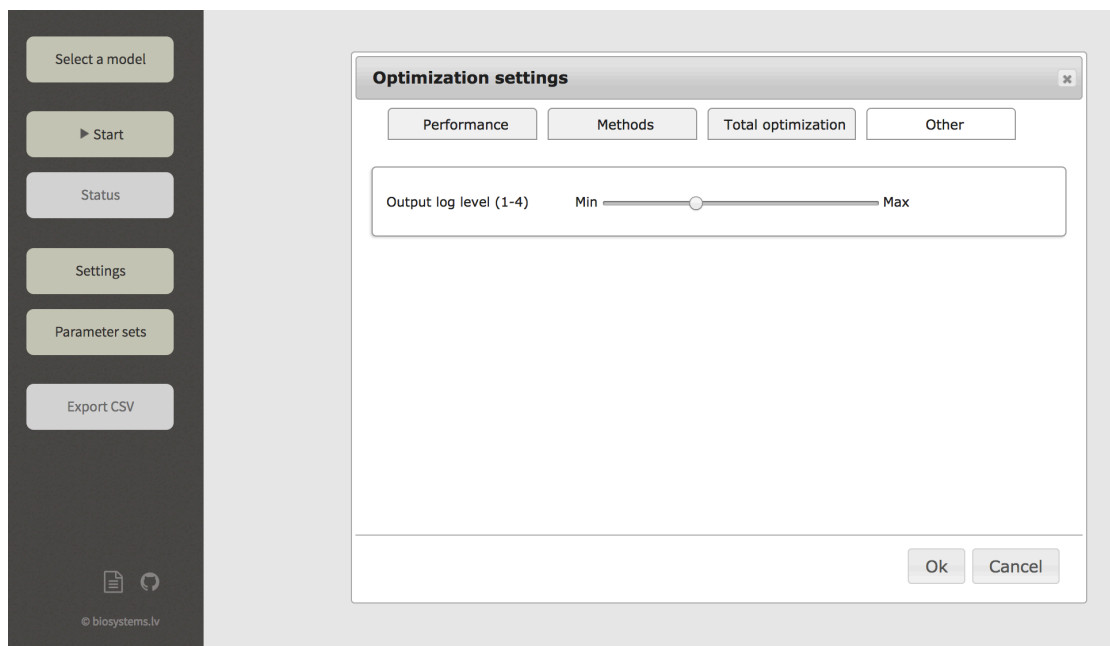 Select a model
Start
Status
Settings
Parameter sets
Export CSV
© biosystems.lv
Optimization settings
Performance Methods Total optimization Other
Output log level (1-4) Min Max
Ok Cancel